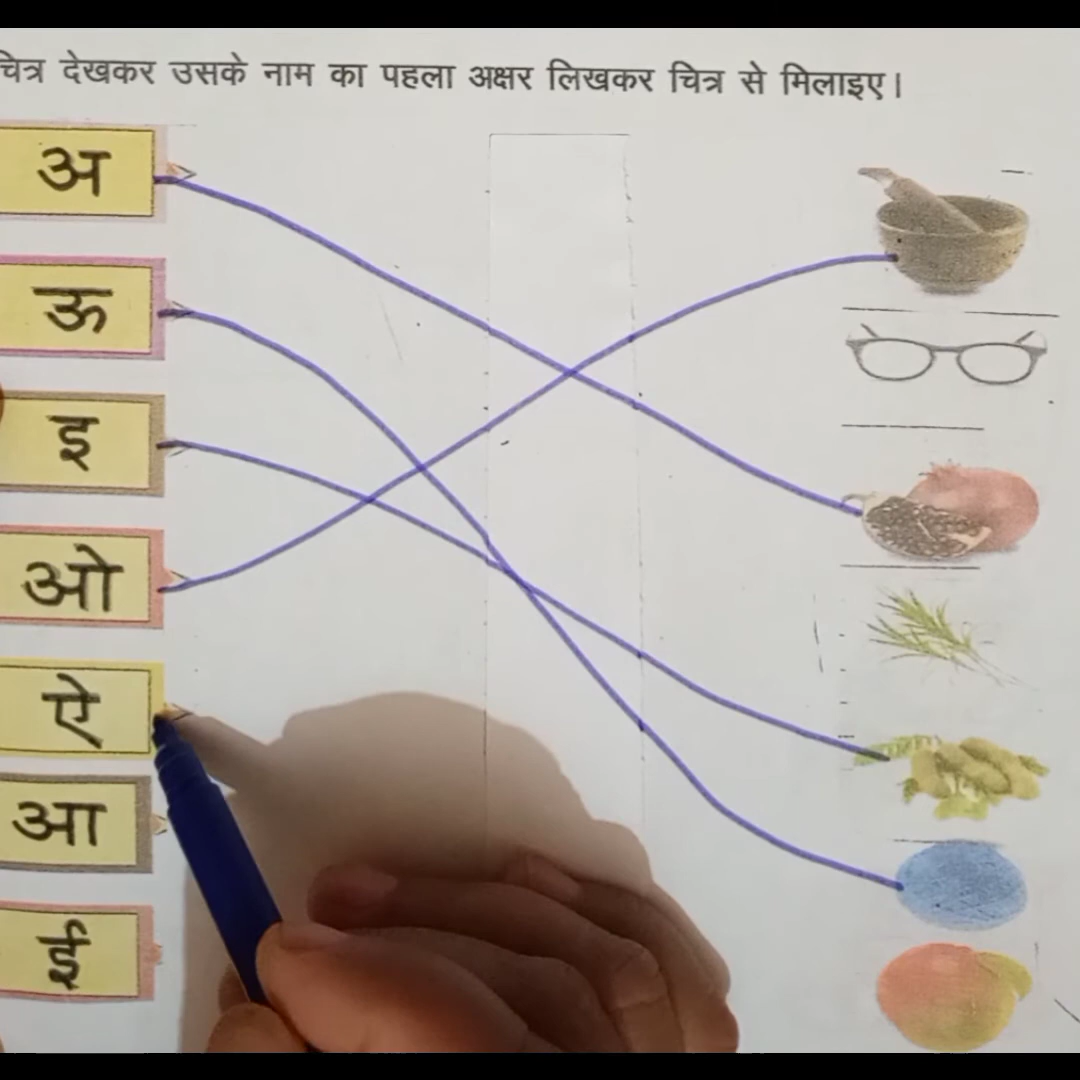 चित्र देखकर उसके नाम का पहला अक्षर लिखकर चित्र से मिलाइए।
अ
ऊ
इ
ओ
ऐ
आ
ई